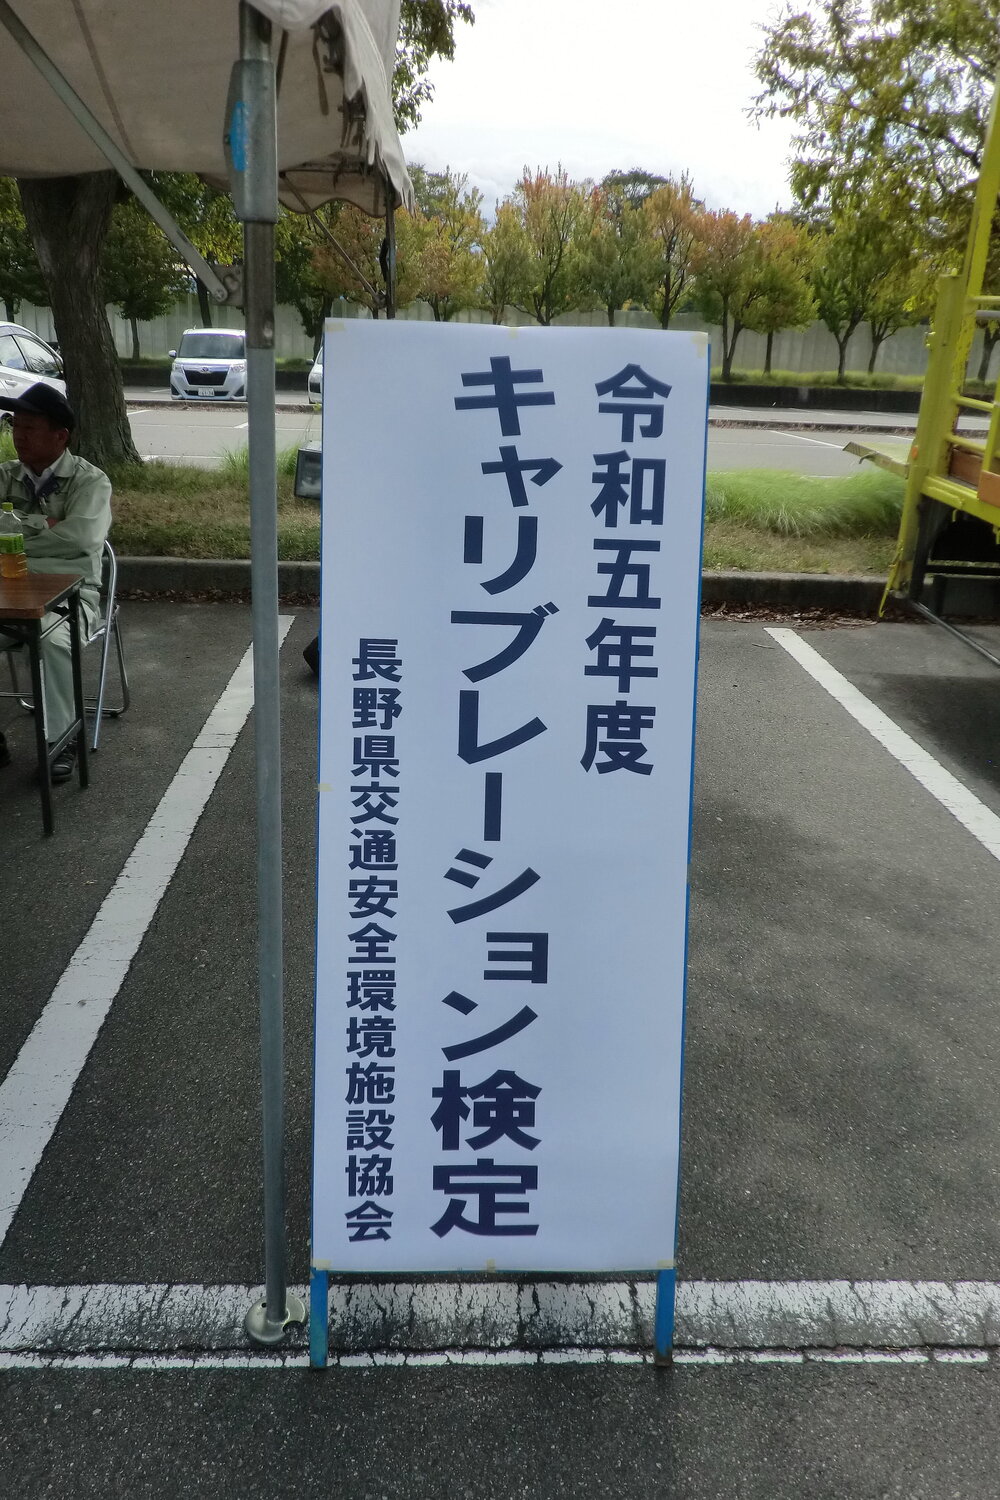 令和五年度
キャリブレーション検定
長野県交通安全環境施設協会